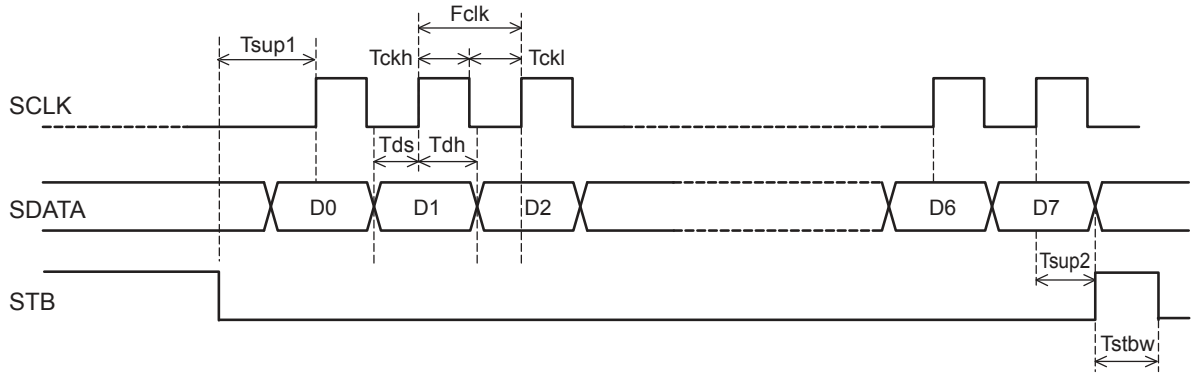 Fclk
Tsup1
Tckh
Tckl
SCLK
Tds
Tdh
SDATA
D0
D1
D2
D6
D7
Tsup2
STB
Tstbw